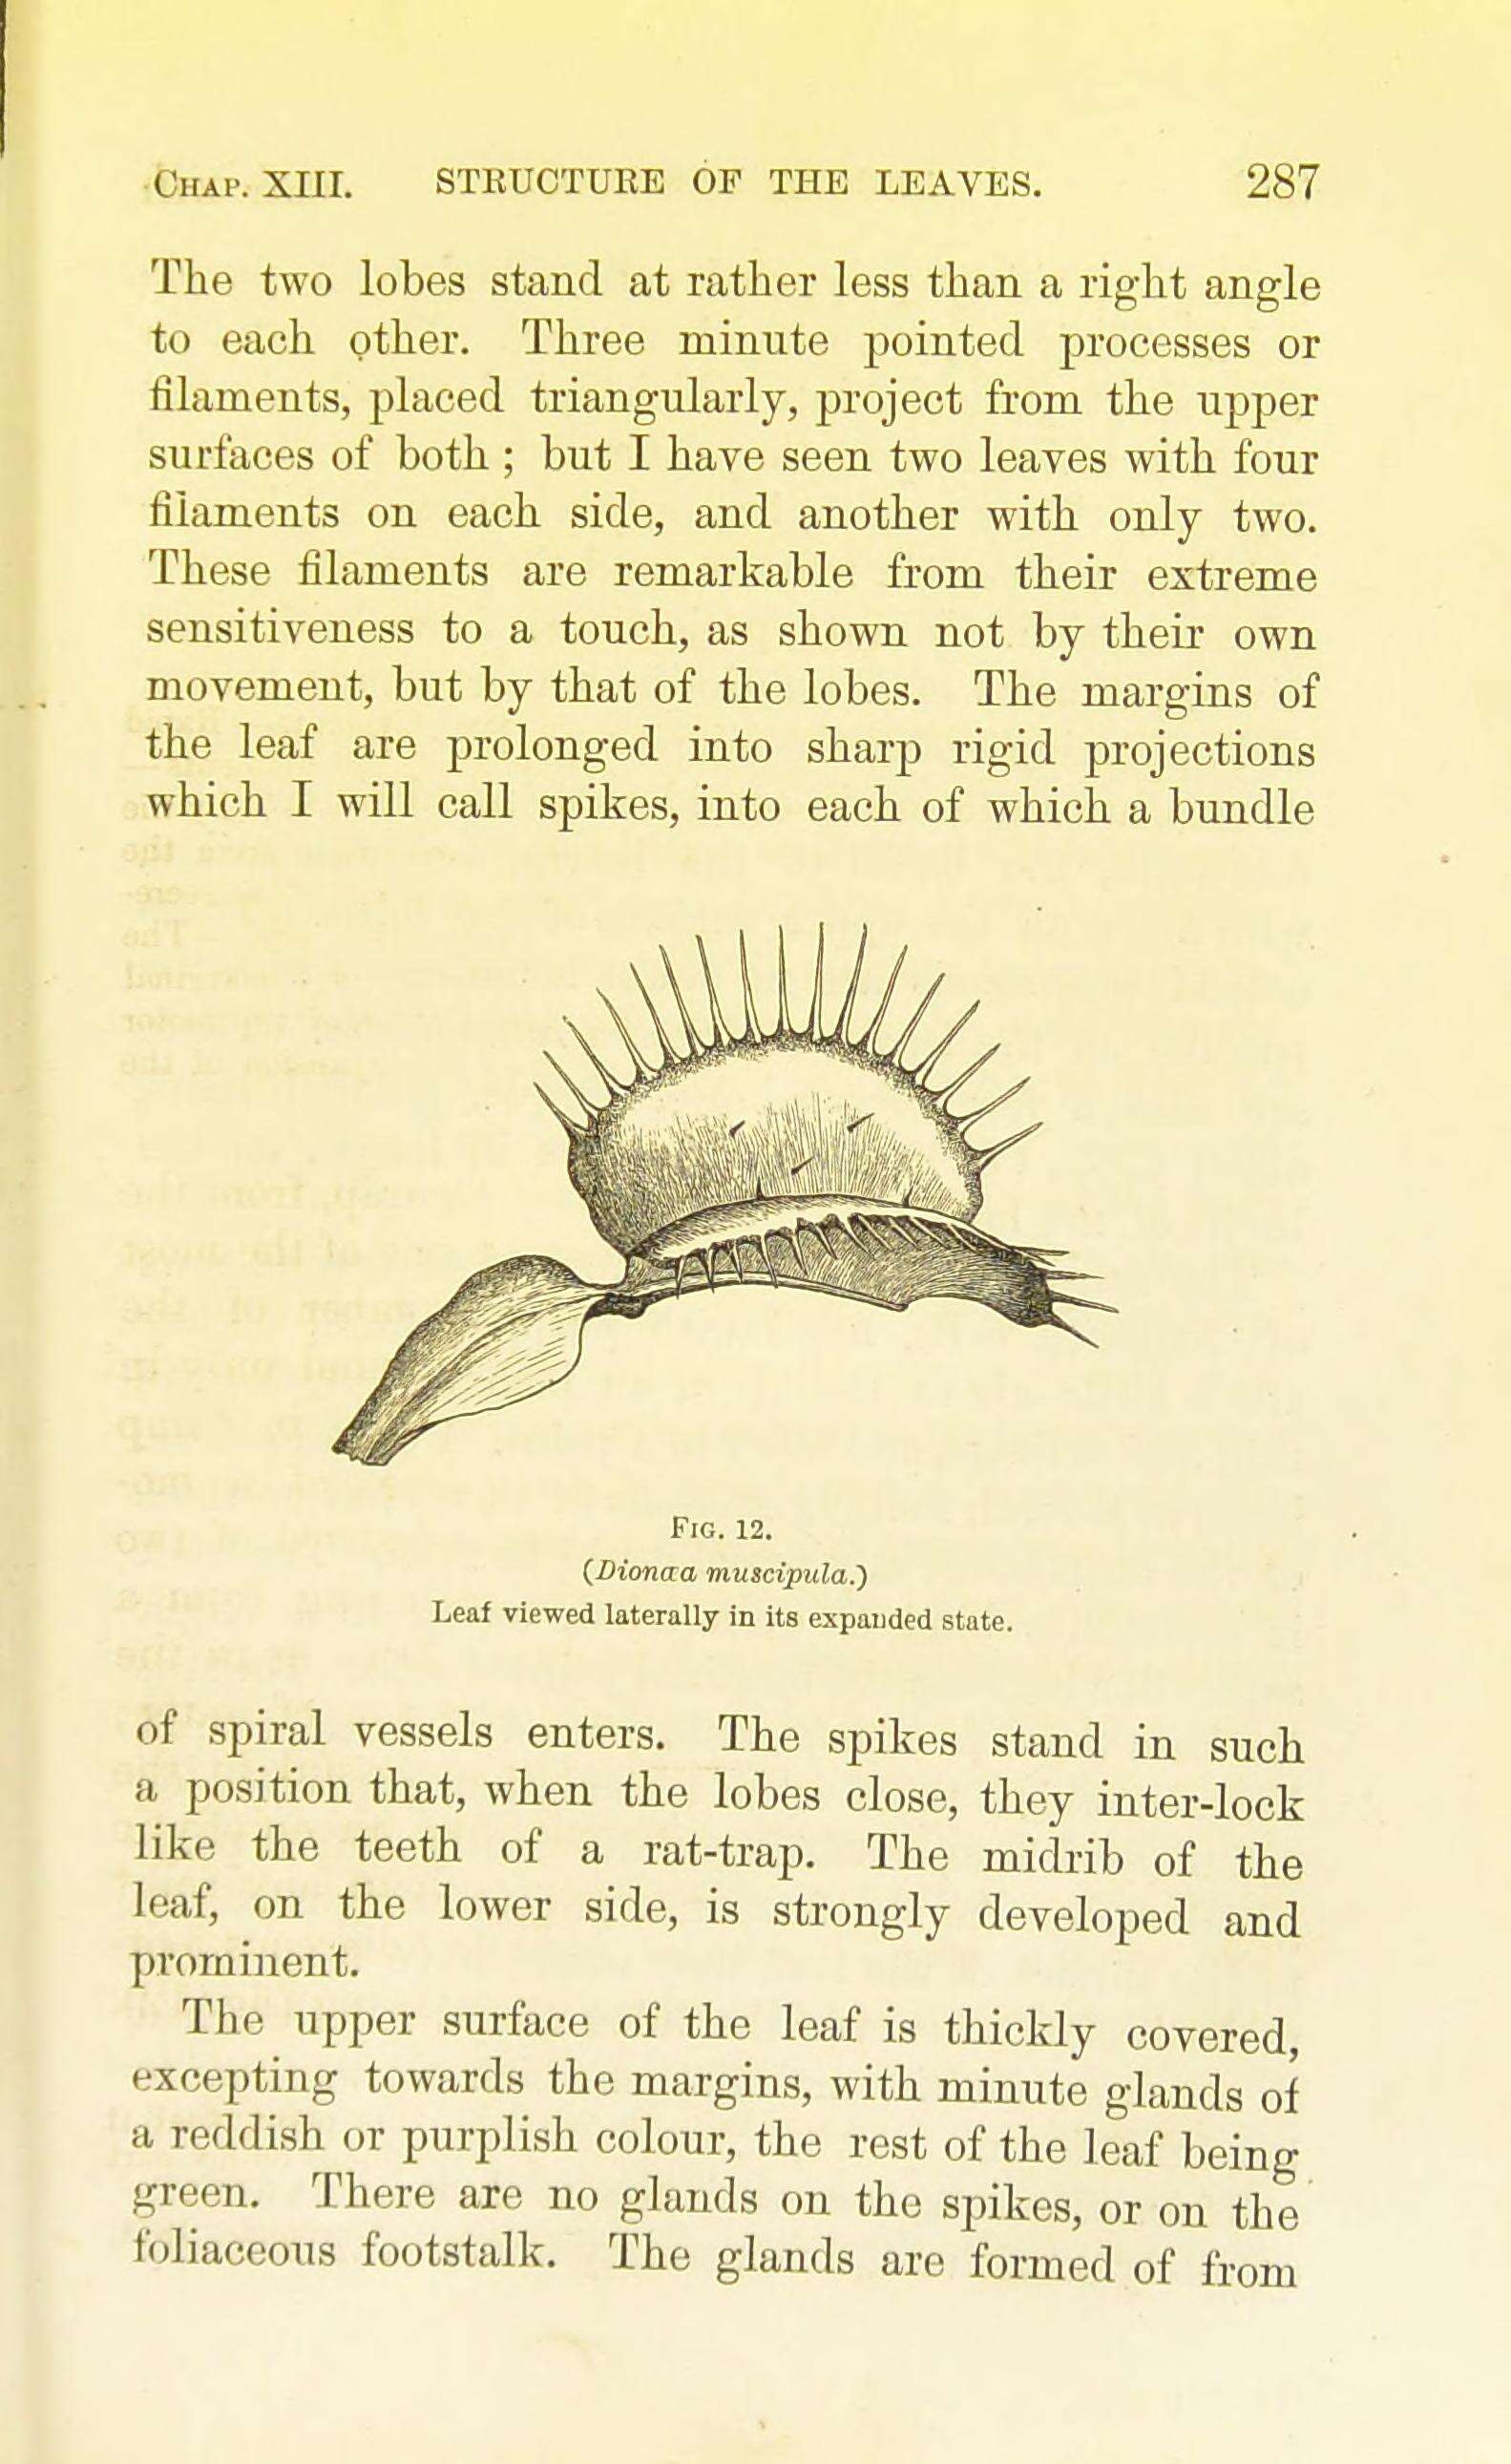 CHAP. XIII. STRUCTURE OF THE LEAVES. 287
The two lobes stand at rather less than a right angle
to each other. Three minute pointed processes or
filaments, placed triangularly, project from the upper
surfaces of both ; but I have seen two leaves with four
filaments on each side, and another with only two.
These filaments are remarkable from their extreme
sensitiveness to a touch, as shown not by their own
movement, but by that of the lobes. The margins of
the leaf are prolonged into sharp rigid projections
which I will call spikes, into each of which a bundle
FIG. 12.
(Dionæa muscipula.)
Leaf viewed laterally in its expanded state.
of spiral vessels enters. The spikes stand in such
a position that, when the lobes close, they inter-lock
like the teeth of a rat-trap. The midrib of the
leaf, on the lower side, is strongly developed and
prominent.
The upper surface of the leaf is thickly covered,
excepting towards the margins, with minute glands of
a reddish or purplish colour, the rest of the leaf being
green. There are no glands on the spikes, or on the
foliaceous footstalk. The glands are formed of from